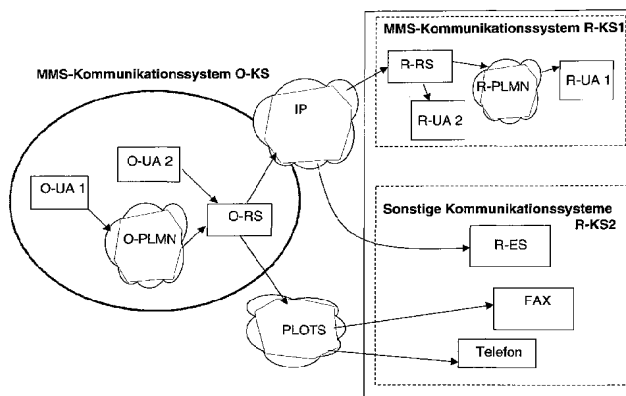 MMS-Kommunikationssystem O-KS
O-UA 1
O-UA 2
O-PLMN
O-RS
IP
PLOTS
MMS-Kommunikationssystem R-KS1
R-RS
R-PLMN
R-UA 1
R-UA 2
Sonstige Kommunikationssysteme
R-KS2
R-ES
FAX
Telefon